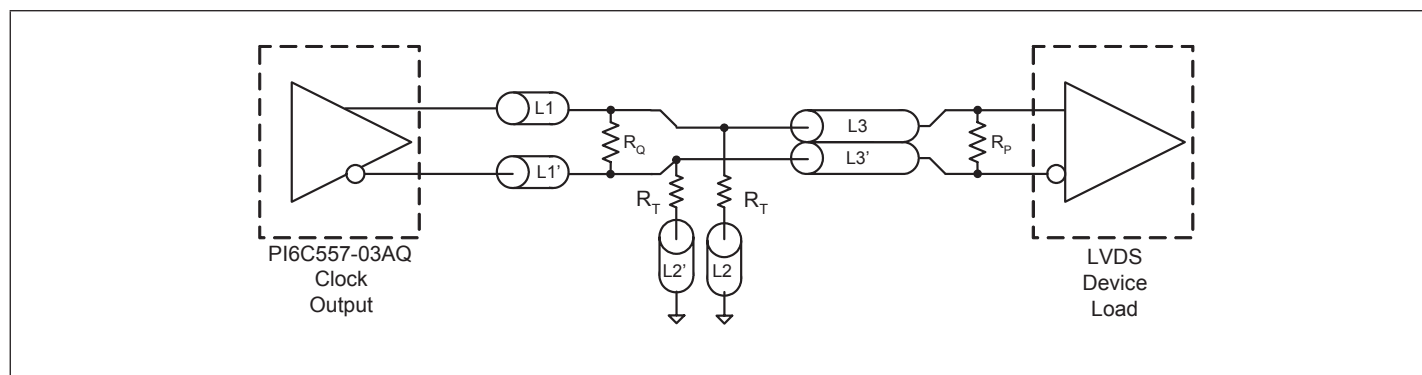 L1
L1'
R_Q
R_T
R_T
L2'
L2
L3
L3'
R_P
PI6C557-03AQ
Clock
Output
LVDS
Device
Load